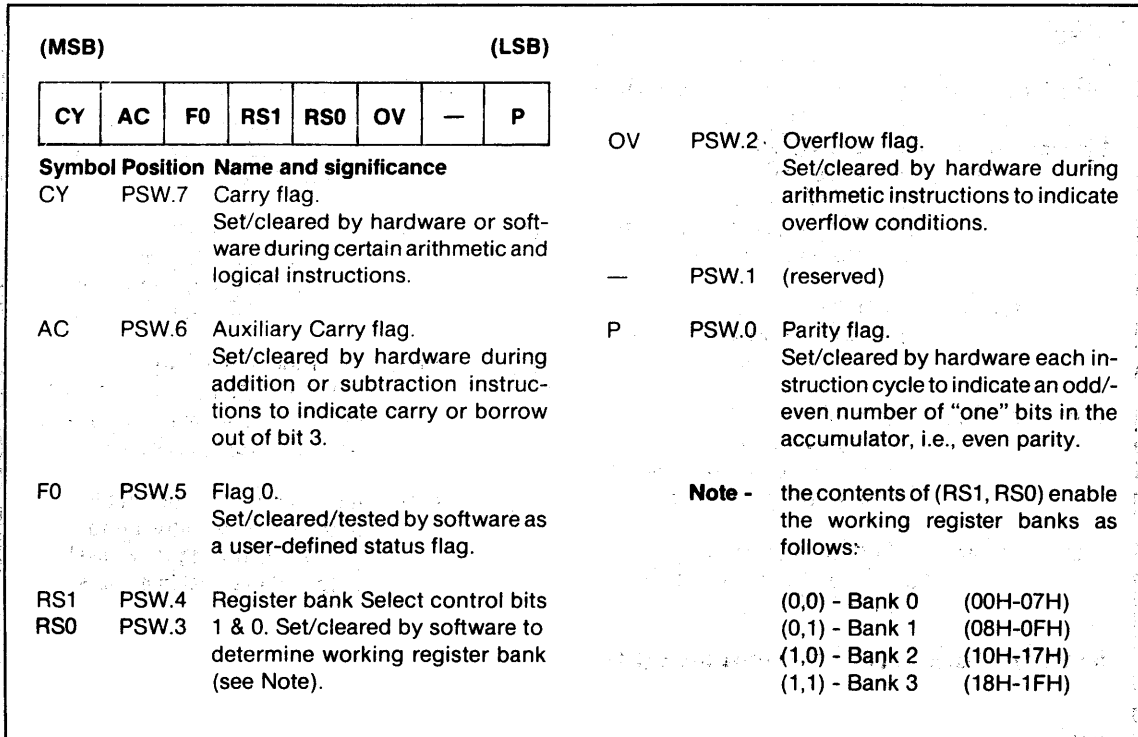 (MSB) (LSB)
CY AC F0 RS1 RS0 OV — P
Symbol Position Name and significance
CY PSW.7 Carry flag.
Set/cleared by hardware or soft-
ware during certain arithmetic and
logical instructions.
AC PSW.6 Auxiliary Carry flag.
Set/cleared by hardware during
addition or subtraction instruc-
tions to indicate carry or borrow
out of bit 3.
F0 PSW.5 Flag 0.
Set/cleared/tested by software as
a user-defined status flag.
RS1 PSW.4 Register bank Select control bits
RS0 PSW.3 1 & 0. Set/cleared by software to
determine working register bank
(see Note).
OV PSW.2 Overflow flag.
Set/cleared by hardware during
arithmetic instructions to indicate
overflow conditions.
— PSW.1 (reserved)
P PSW.0 Parity flag.
Set/cleared by hardware each in-
struction cycle to indicate an odd/-
even number of "one" bits in the
accumulator, i.e., even parity.
Note - the contents of (RS1, RS0) enable
the working register banks as
follows:
(0,0) - Bank 0 (00H-07H)
(0,1) - Bank 1 (08H-0FH)
(1,0) - Bank 2 (10H-17H)
(1,1) - Bank 3 (18H-1FH)